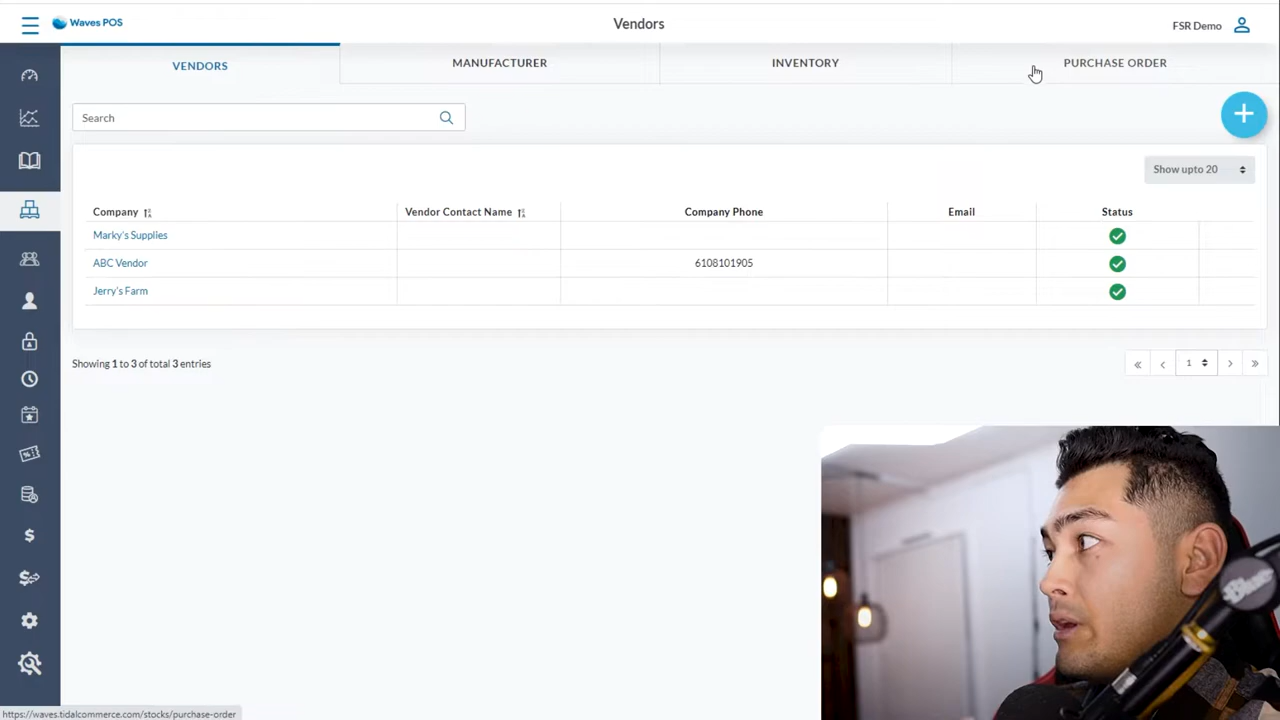 Waves POS
Vendors
FSR Demo
VENDORS
MANUFACTURER
INVENTORY
PURCHASE ORDER
Search
Show upto 20
Company
Vendor Contact Name
Company Phone
Email
Status
Marky's Supplies
ABC Vendor
6108101905
Jerry's Farm
Showing 1 to 3 of total 3 entries
« ‹ 1 › »
Blue
https://waves.tidalcommerce.com/stocks/purchase-order